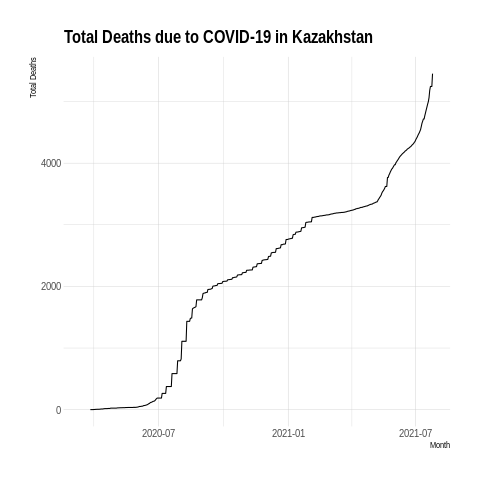 Total Deaths due to COVID-19 in Kazakhstan
Total Deaths
4000
2000
0
2020-07 2021-01 2021-07
Month